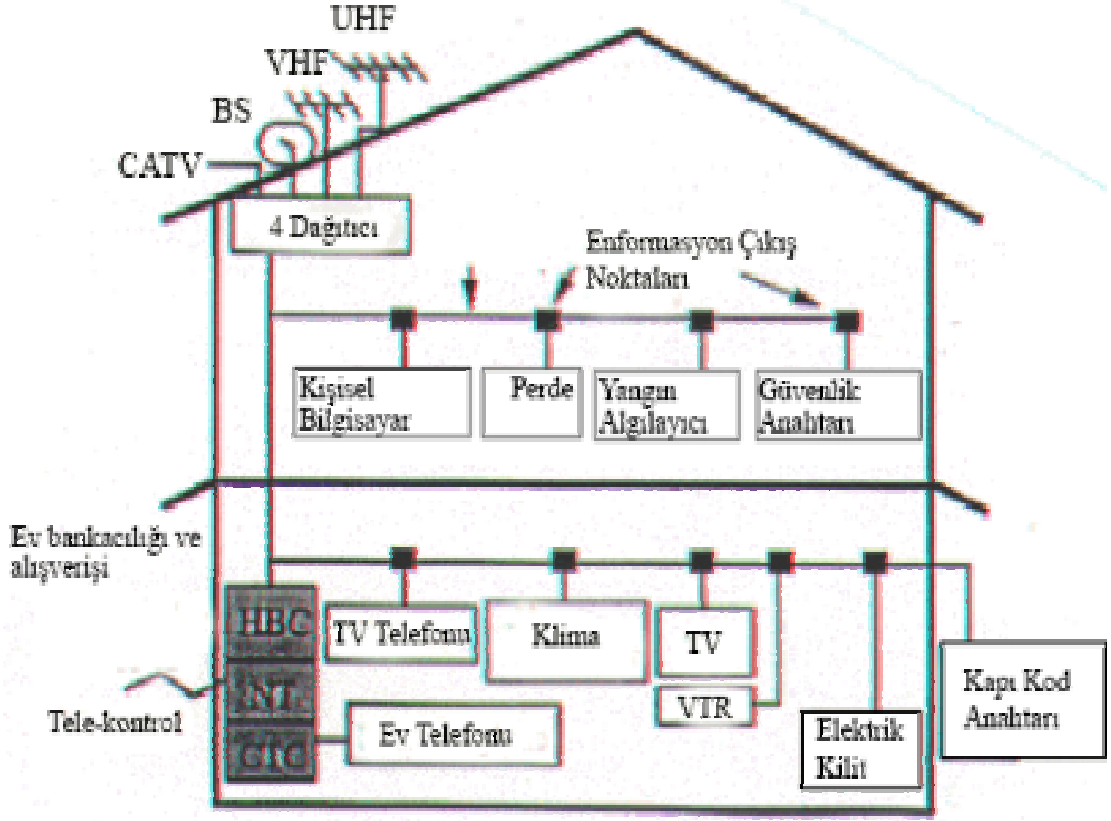 UHF
VHF
BS
CATV
4 Dağıtıcı
Enformasyon Çıkış
Noktaları
Kişisel
Bilgisayar
Perde
Yangın
Algılayıcı
Güvenlik
Anahtarı
Ev bankacılığı ve
alışverişi
HBC
TV Telefonu
Klima
TV
VTR
Kapı Kod
Anahtarı
NT
Tele-kontrol
Ev Telefonu
Elektrik
Kilit